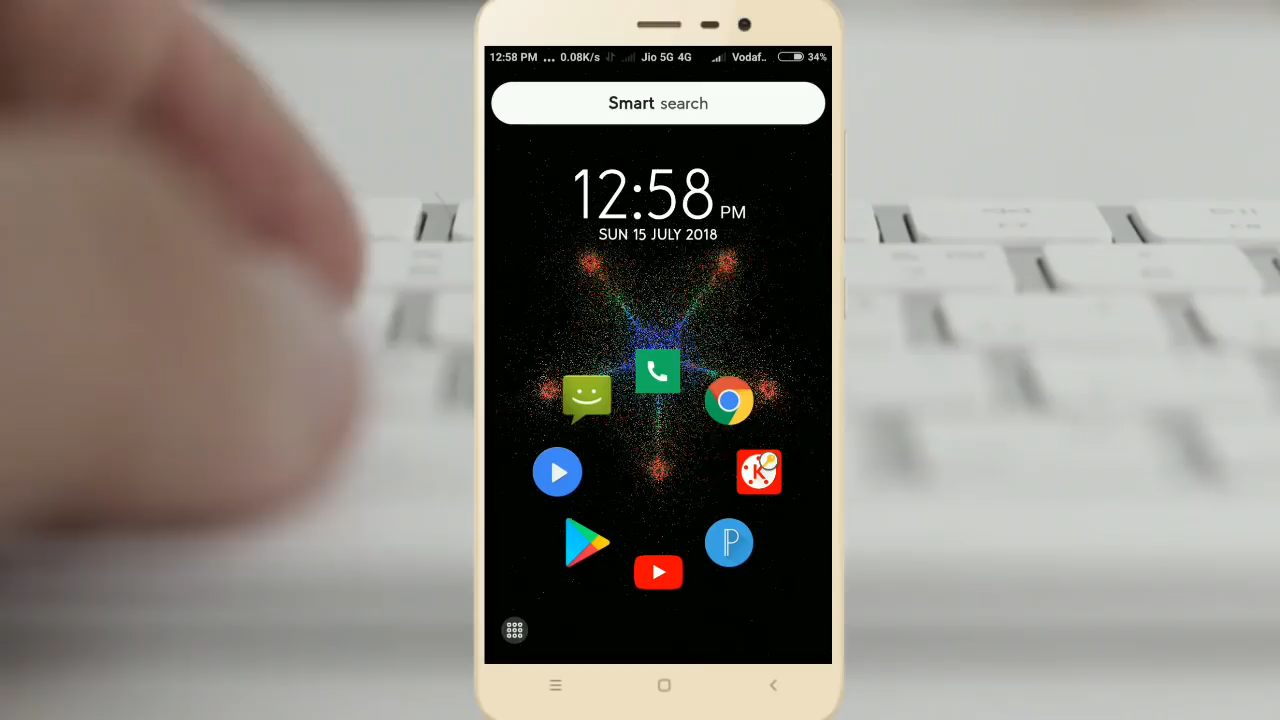 12:58 PM ... 0.08K/s Jio 5G 4G Vodaf.. 34%
Smart search
12:58 PM
SUN 15 JULY 2018
K
P